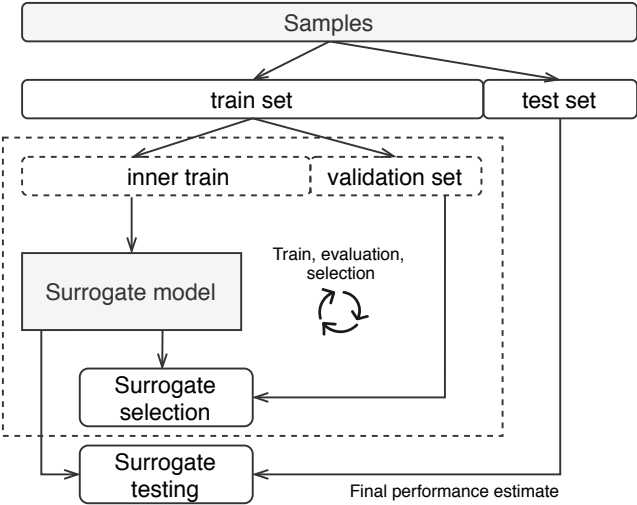 Samples
train set
test set
inner train
validation set
Train, evaluation,
selection
Surrogate model
Surrogate
selection
Surrogate
testing
Final performance estimate